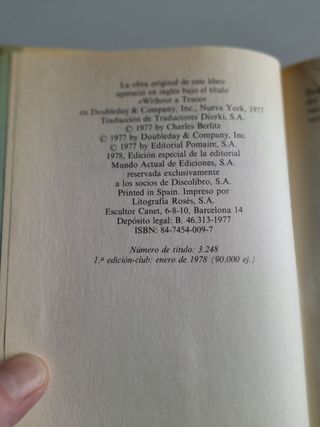 La obra original de este libro
apareció en inglés bajo el título
«Without a Trace»
en Doubleday & Company, Inc., Nueva York, 1977
Traducción de Traductores Diorki, S.A.
© 1977 by Charles Berlitz
© 1977 by Doubleday & Company, Inc.
© 1977 by Editorial Pomaire, S.A.
1978, Edición especial de la editorial
Mundo Actual de Ediciones, S.A.
reservada exclusivamente
a los socios de Discolibro, S.A.
Printed in Spain. Impreso por
Litografía Rosés, S.A.
Escultor Canet, 6-8-10, Barcelona 14
Depósito legal: B. 46.313-1977
ISBN: 84-7454-009-7
Número de título: 3.248
1.ª edición-club: enero de 1978 (90.000 ej.)